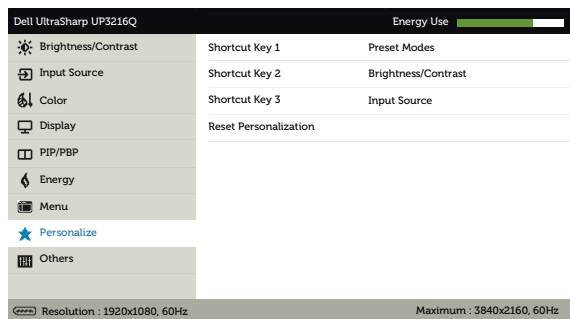 Dell UltraSharp UP3216Q Energy Use
Brightness/Contrast Shortcut Key 1 Preset Modes
Input Source Shortcut Key 2 Brightness/Contrast
Color Shortcut Key 3 Input Source
Display Reset Personalization
PIP/PBP
Energy
Menu
Personalize
Others
Resolution : 1920x1080, 60Hz Maximum : 3840x2160, 60Hz